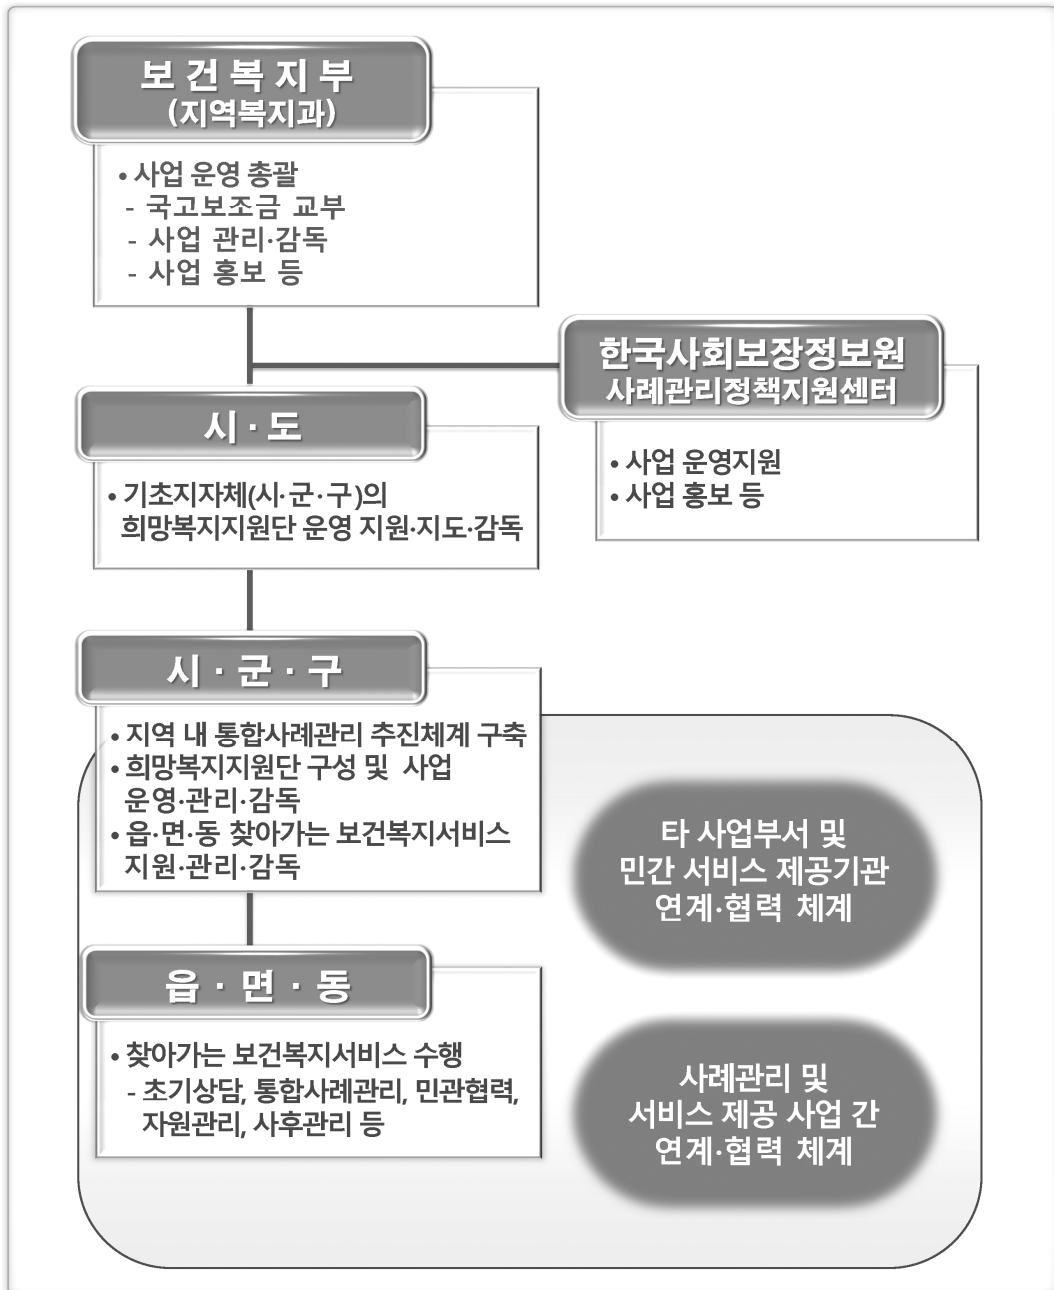 보건복지부
(지역복지과)
• 사업 운영 총괄
- 국고보조금 교부
- 사업 관리·감독
- 사업 홍보 등
한국사회보장정보원
사례관리정책지원센터
• 사업 운영지원
• 사업 홍보 등
시·도
• 기초지자체(시·군·구)의
희망복지지원단 운영 지원·지도·감독
시·군·구
• 지역 내 통합사례관리 추진체계 구축
• 희망복지지원단 구성 및 사업
운영·관리·감독
• 읍·면·동 찾아가는 보건복지서비스
지원·관리·감독
타 사업부서 및
민간 서비스 제공기관
연계·협력 체계
읍·면·동
• 찾아가는 보건복지서비스 수행
- 초기상담, 통합사례관리, 민관협력,
자원관리, 사후관리 등
사례관리 및
서비스 제공 사업 간
연계·협력 체계